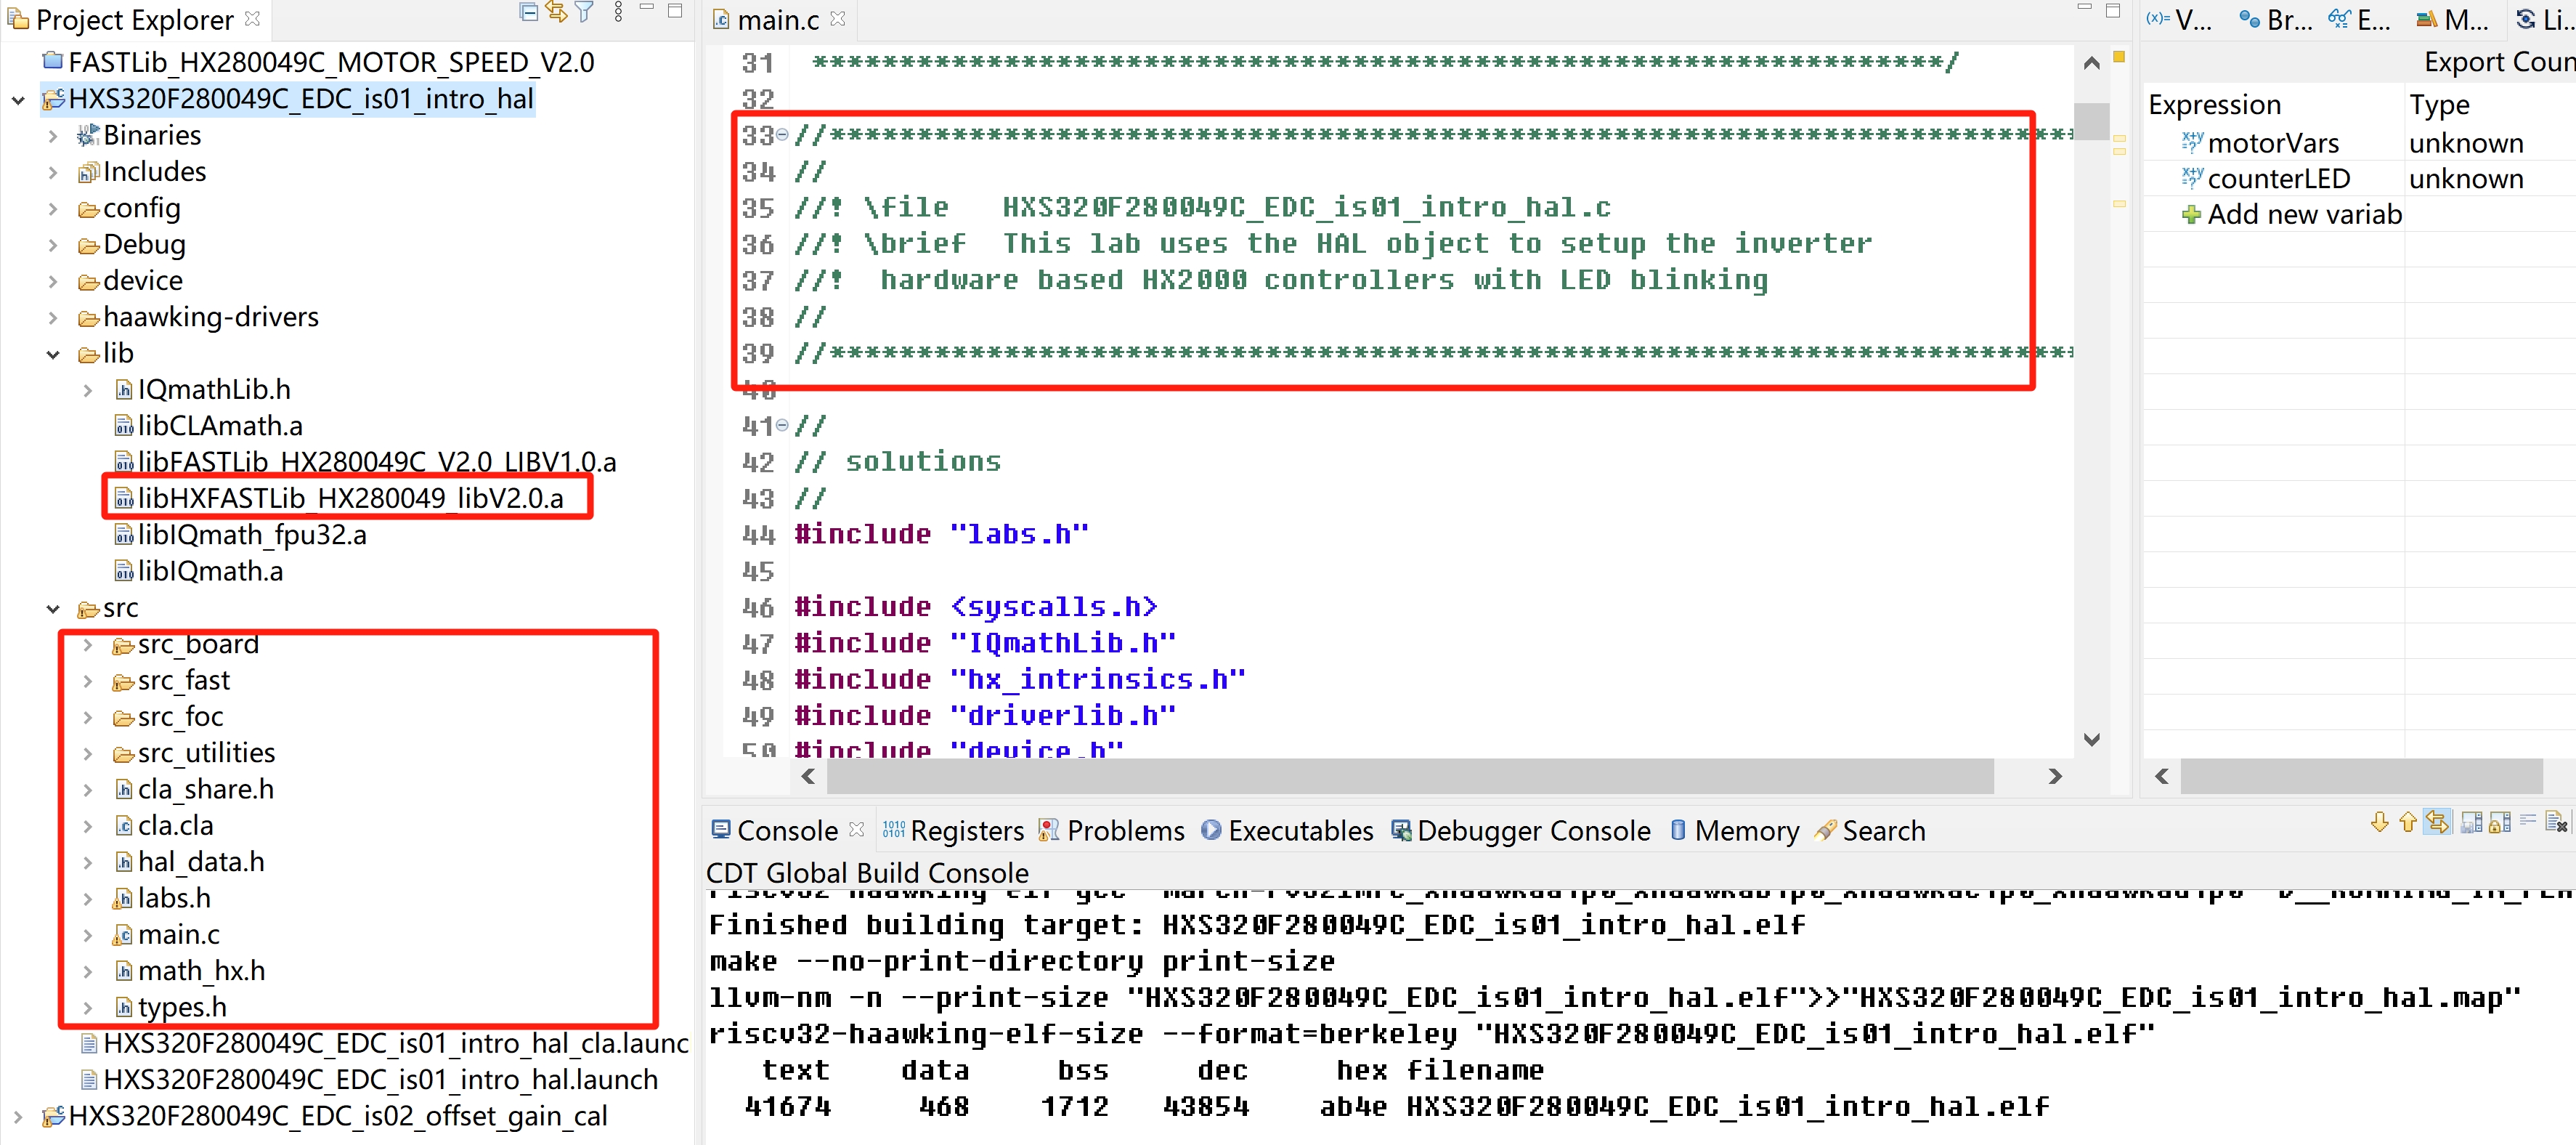 Project Explorer
FASTLib_HX280049C_MOTOR_SPEED_V2.0
HXS320F280049C_EDC_is01_intro_hal
Binaries
Includes
config
Debug
device
haawking-drivers
lib
IQmathLib.h
libCLAmath.a
libFASTLib_HX280049C_V2.0_LIBV1.0.a
libHXFASTLib_HX280049_libV2.0.a
libIQmath_fpu32.a
libIQmath.a
src
src_board
src_fast
src_foc
src_utilities
cla_share.h
cla.cla
hal_data.h
labs.h
main.c
math_hx.h
types.h
HXS320F280049C_EDC_is01_intro_hal_cla.launc
HXS320F280049C_EDC_is01_intro_hal.launch
HXS320F280049C_EDC_is02_offset_gain_cal
main.c
31 *****************************************************************/
32
33 //************************************************************************
34 //
35 //! \file   HXS320F280049C_EDC_is01_intro_hal.c
36 //! \brief  This lab uses the HAL object to setup the inverter
37 //!  hardware based HX2000 controllers with LED blinking
38 //
39 //************************************************************************
40
41 //
42 // solutions
43 //
44 #include "labs.h"
45
46 #include <syscalls.h>
47 #include "IQmathLib.h"
48 #include "hx_intrinsics.h"
49 #include "driverlib.h"
50 #include "device.h"
(x)= V... Br... E... M... Li...
Export Coun
Expression Type
motorVars unknown
counterLED unknown
Add new variab
Console Registers Problems Executables Debugger Console Memory Search
CDT Global Build Console
Finished building target: HXS320F280049C_EDC_is01_intro_hal.elf
make --no-print-directory print-size
llvm-nm -n --print-size "HXS320F280049C_EDC_is01_intro_hal.elf">>"HXS320F280049C_EDC_is01_intro_hal.map"
riscv32-haawking-elf-size --format=berkeley "HXS320F280049C_EDC_is01_intro_hal.elf"
text data bss dec hex filename
41674 468 1712 43854 ab4e HXS320F280049C_EDC_is01_intro_hal.elf